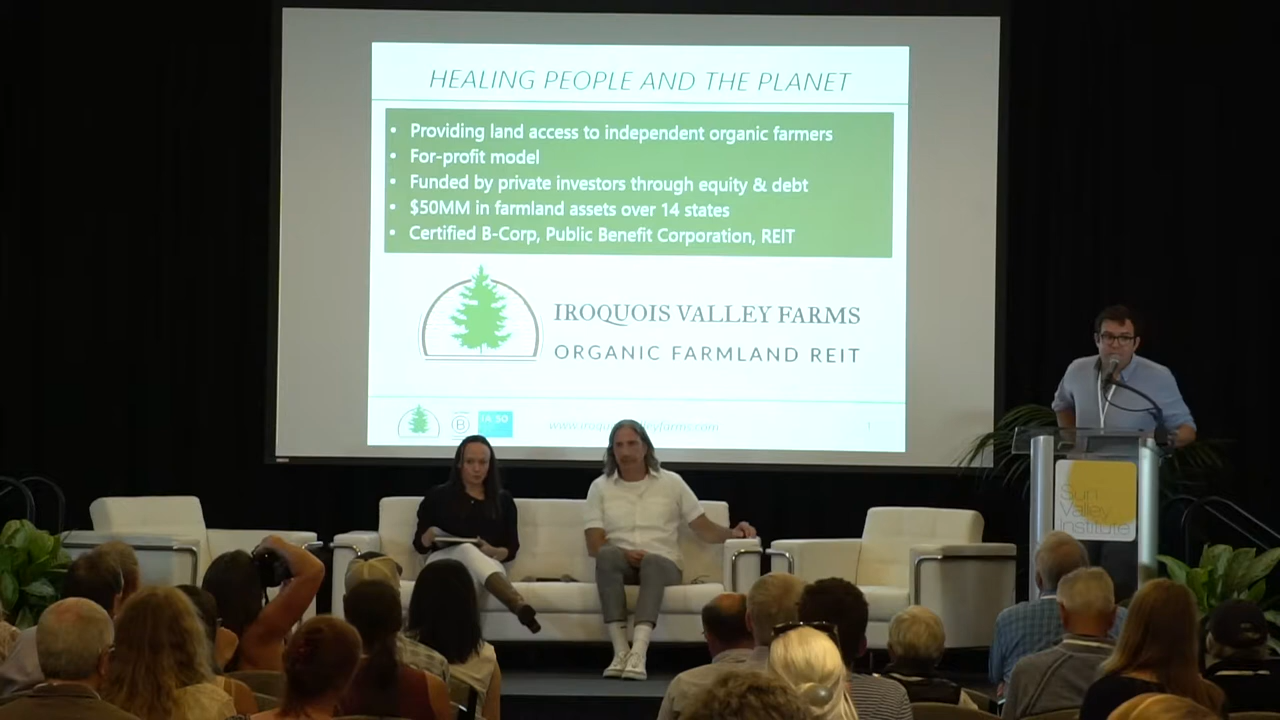 HEALING PEOPLE AND THE PLANET
• Providing land access to independent organic farmers
• For-profit model
• Funded by private investors through equity & debt
• $50MM in farmland assets over 14 states
• Certified B-Corp, Public Benefit Corporation, REIT
IROQUOIS VALLEY FARMS
ORGANIC FARMLAND REIT
B
1
Sun
Valley
Institute